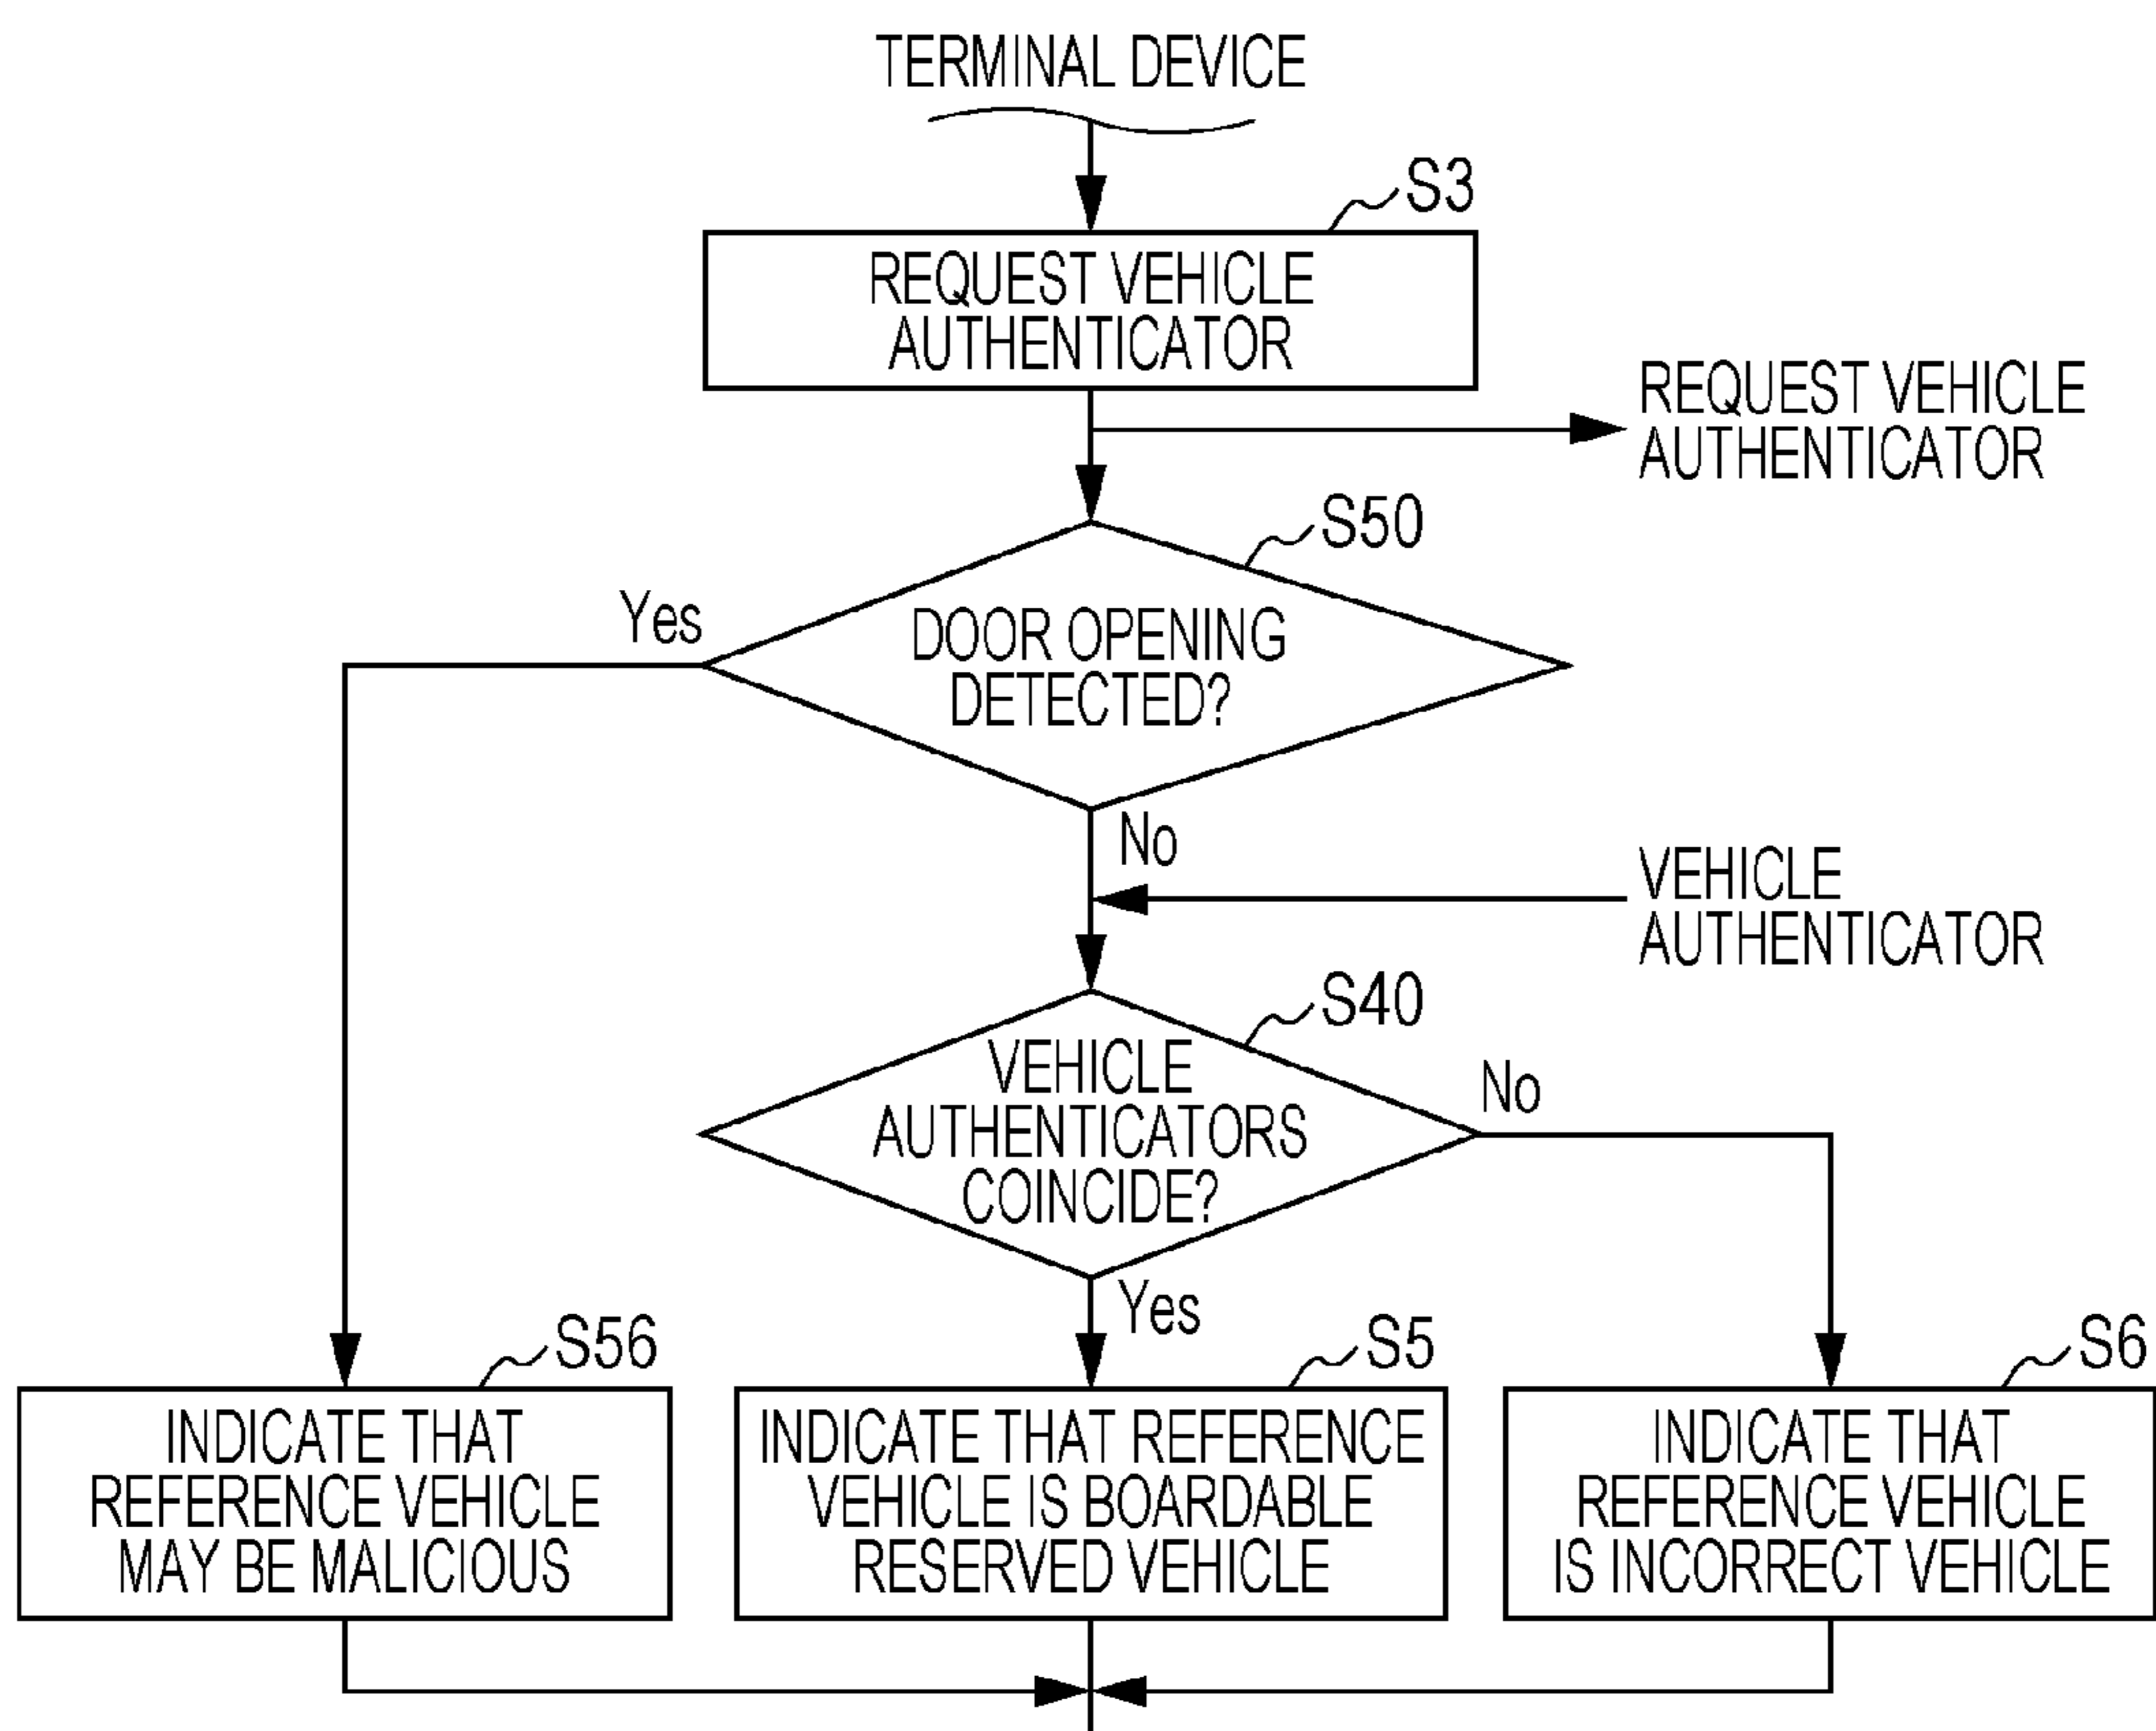 TERMINAL DEVICE
S3
REQUEST VEHICLE
AUTHENTICATOR
REQUEST VEHICLE
AUTHENTICATOR
S50
Yes
DOOR OPENING
DETECTED?
No
VEHICLE
AUTHENTICATOR
S40
VEHICLE
AUTHENTICATORS
COINCIDE?
No
Yes
S56
INDICATE THAT
REFERENCE VEHICLE
MAY BE MALICIOUS
S5
INDICATE THAT REFERENCE
VEHICLE IS BOARDABLE
RESERVED VEHICLE
S6
INDICATE THAT
REFERENCE VEHICLE
IS INCORRECT VEHICLE